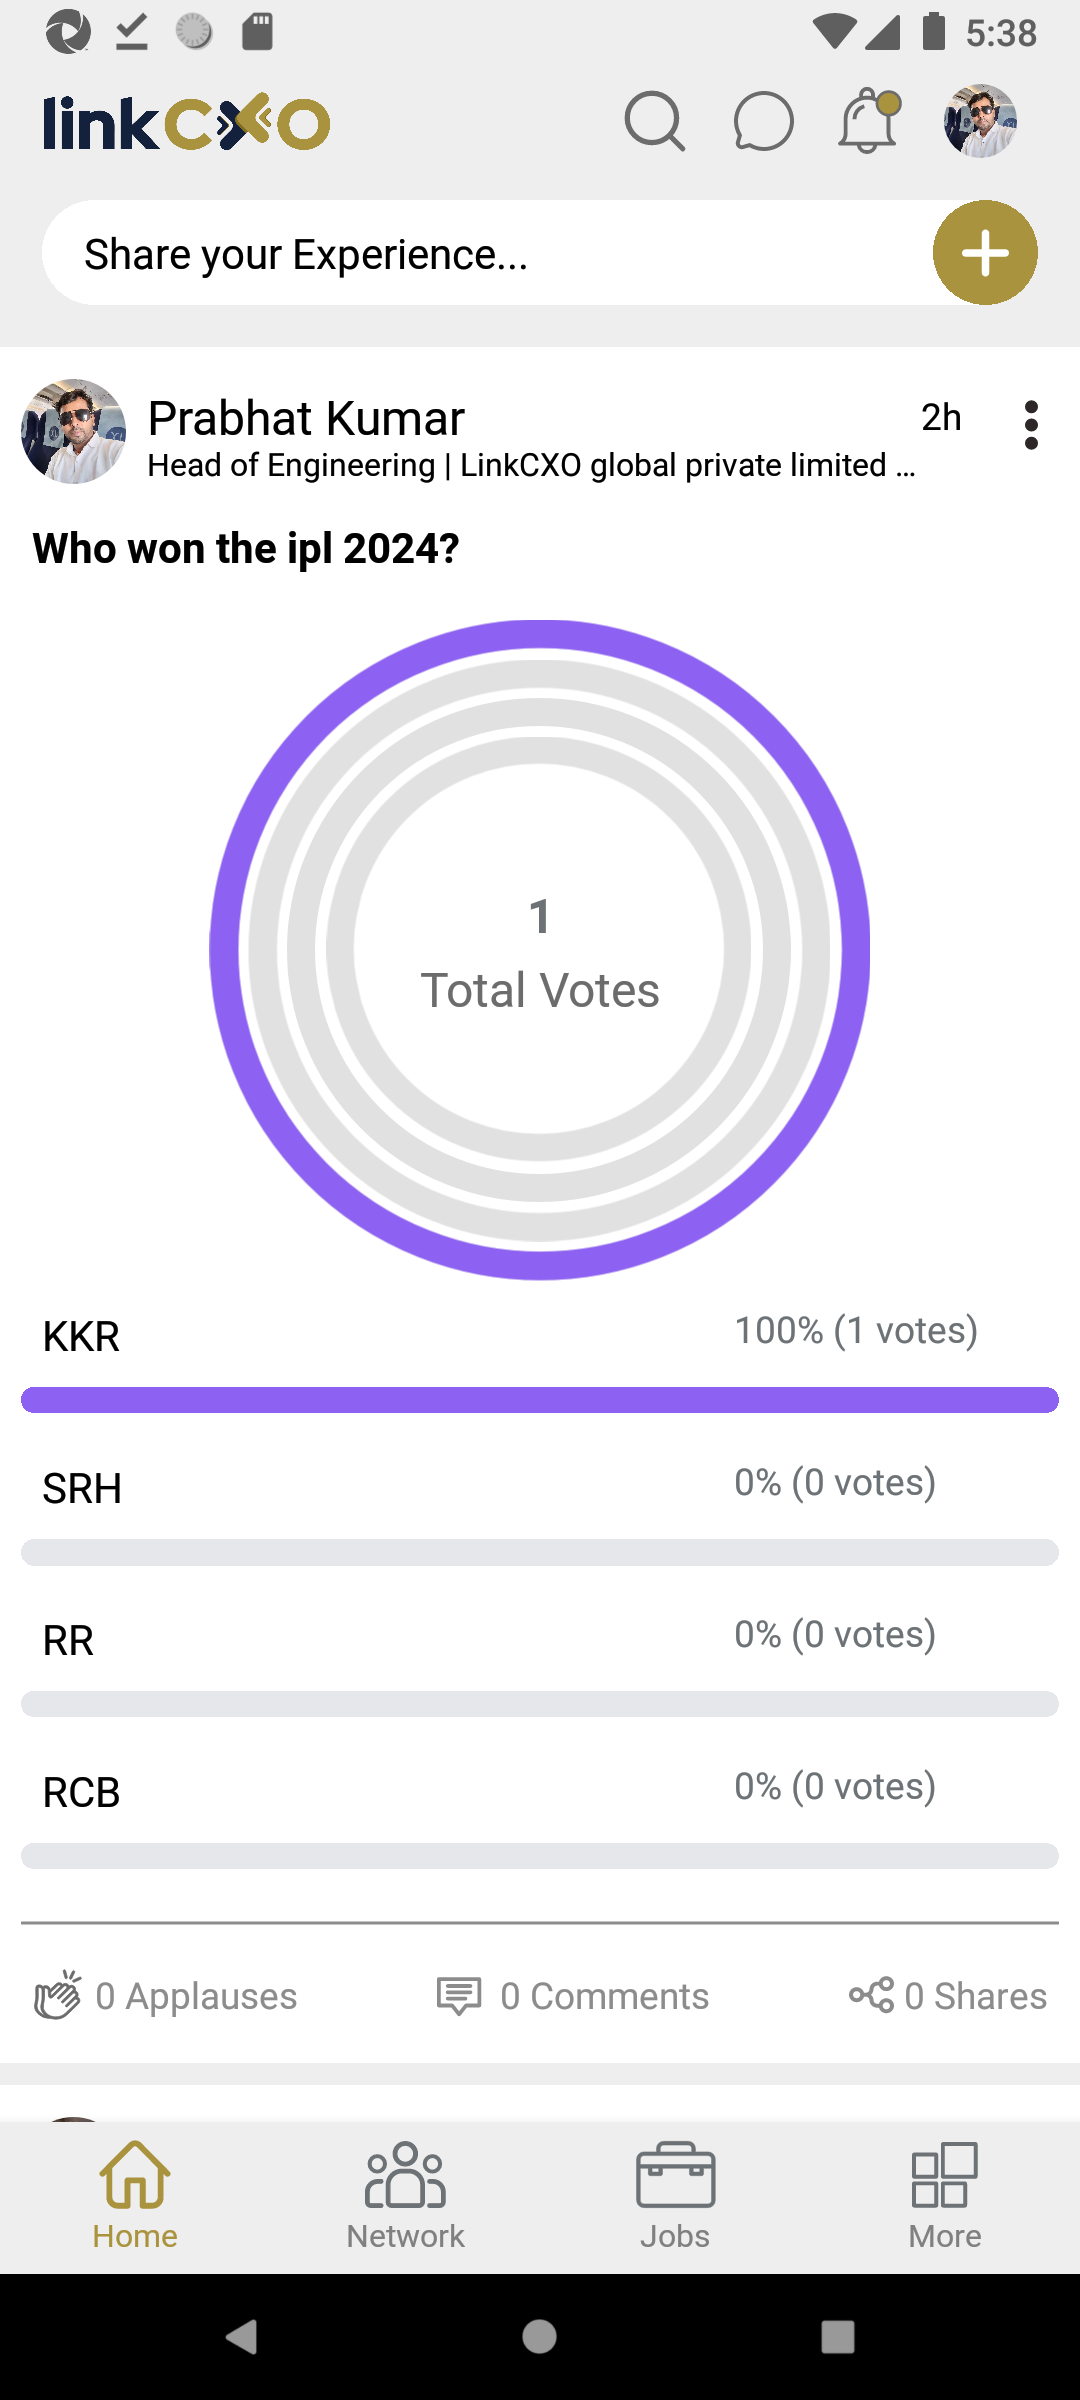 5:38
linkCXO
Share your Experience...
Prabhat Kumar
2h
Head of Engineering | LinkCXO global private limited ...
Who won the ipl 2024?
1
Total Votes
KKR
100% (1 votes)
SRH
0% (0 votes)
RR
0% (0 votes)
RCB
0% (0 votes)
0 Applauses
0 Comments
0 Shares
Home
Network
Jobs
More